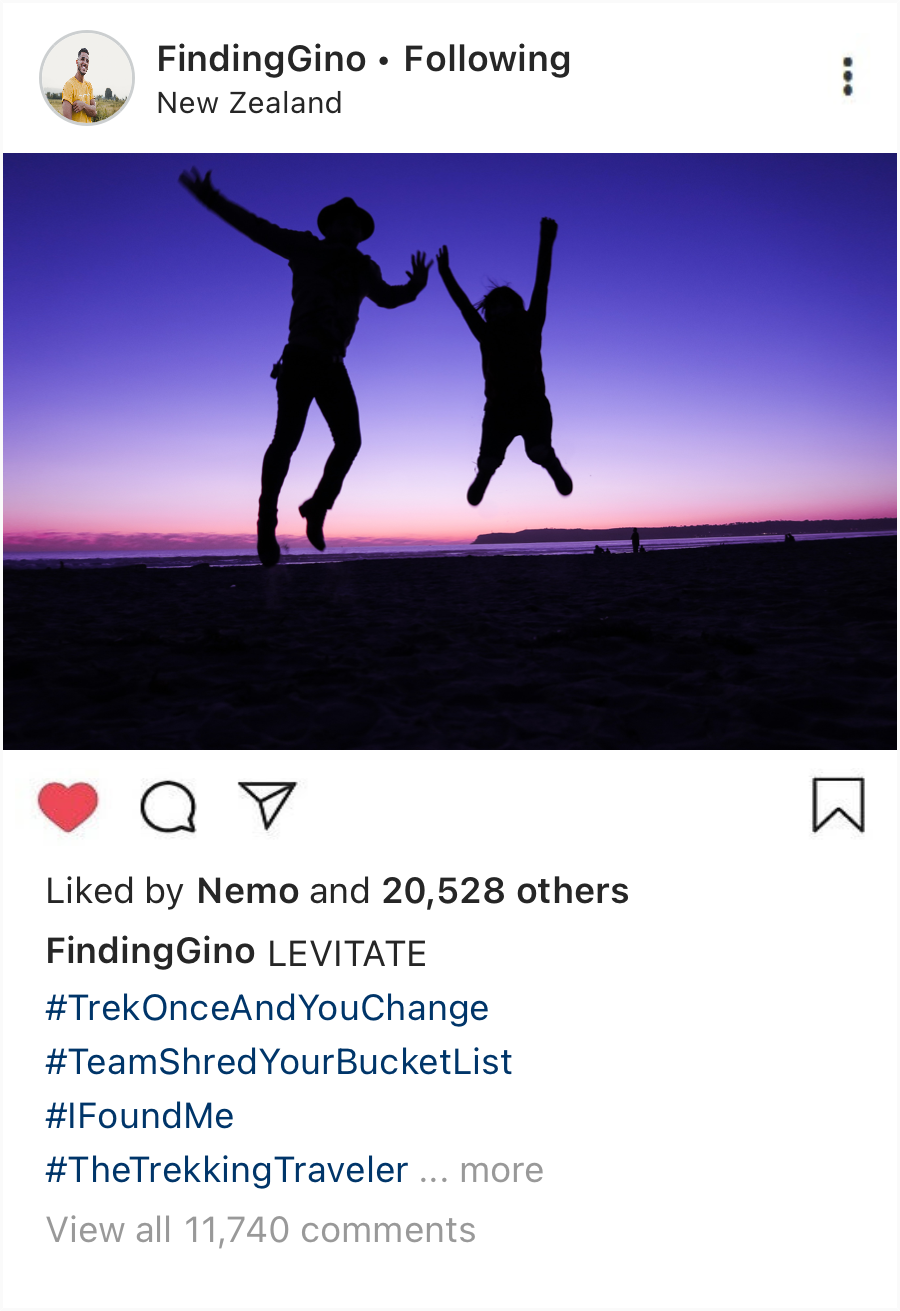 FindingGino • Following
New Zealand
Liked by Nemo and 20,528 others
FindingGino LEVITATE
#TrekOnceAndYouChange
#TeamShredYourBucketList
#IFoundMe
#TheTrekkingTraveler ... more
View all 11,740 comments